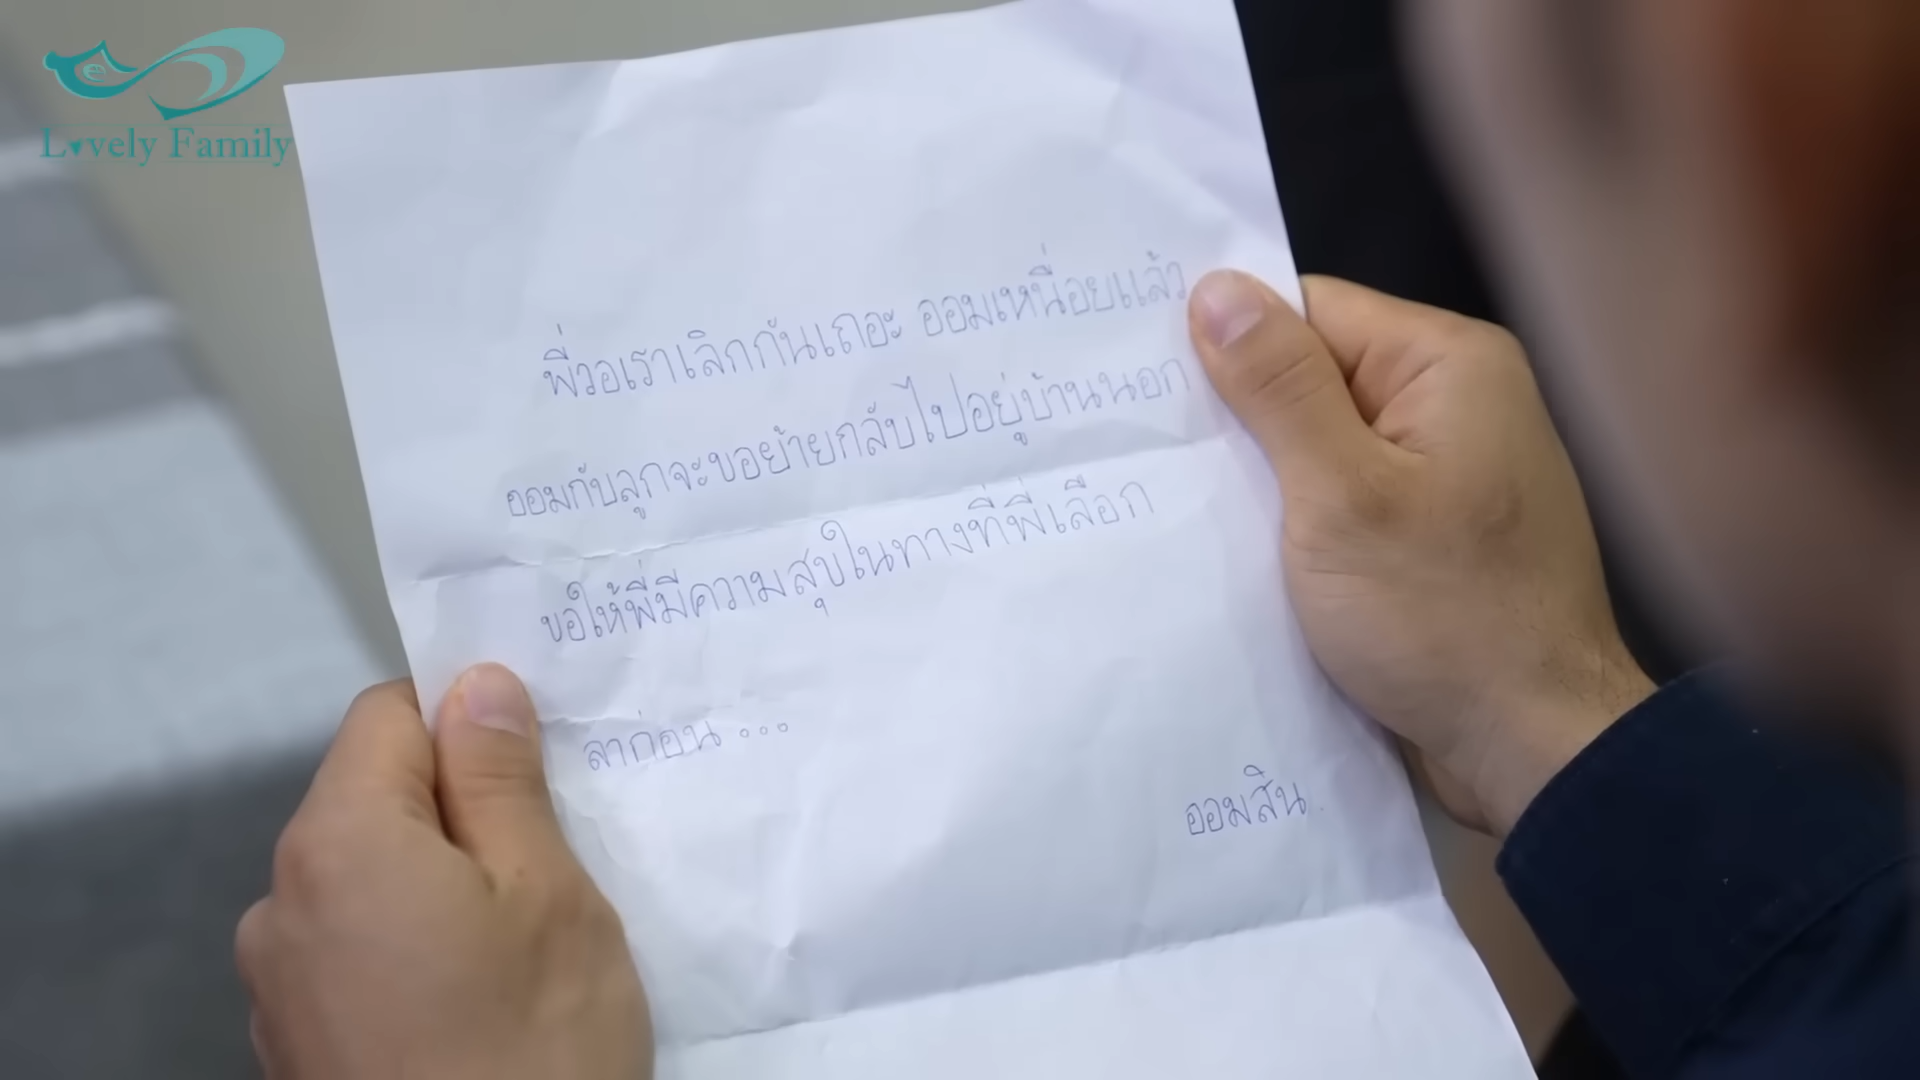 Lovely Family
พี่วอเราเลิกกันเถอะ ออมเหนื่อยแล้ว
ออมกับลูกจะขอย้ายกลับไปอยู่บ้านนอก
ขอให้พี่มีความสุขในทางที่พี่เลือก
ลาก่อน...
ออมสิน